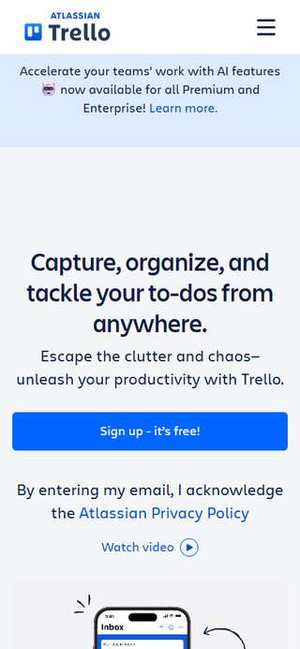 ATLASSIAN
Trello
Accelerate your teams' work with AI features
now available for all Premium and
Enterprise! Learn more.
Capture, organize, and
tackle your to-dos from
anywhere.
Escape the clutter and chaos—
unleash your productivity with Trello.
Sign up - it's free!
By entering my email, I acknowledge
the Atlassian Privacy Policy
Watch video
Inbox